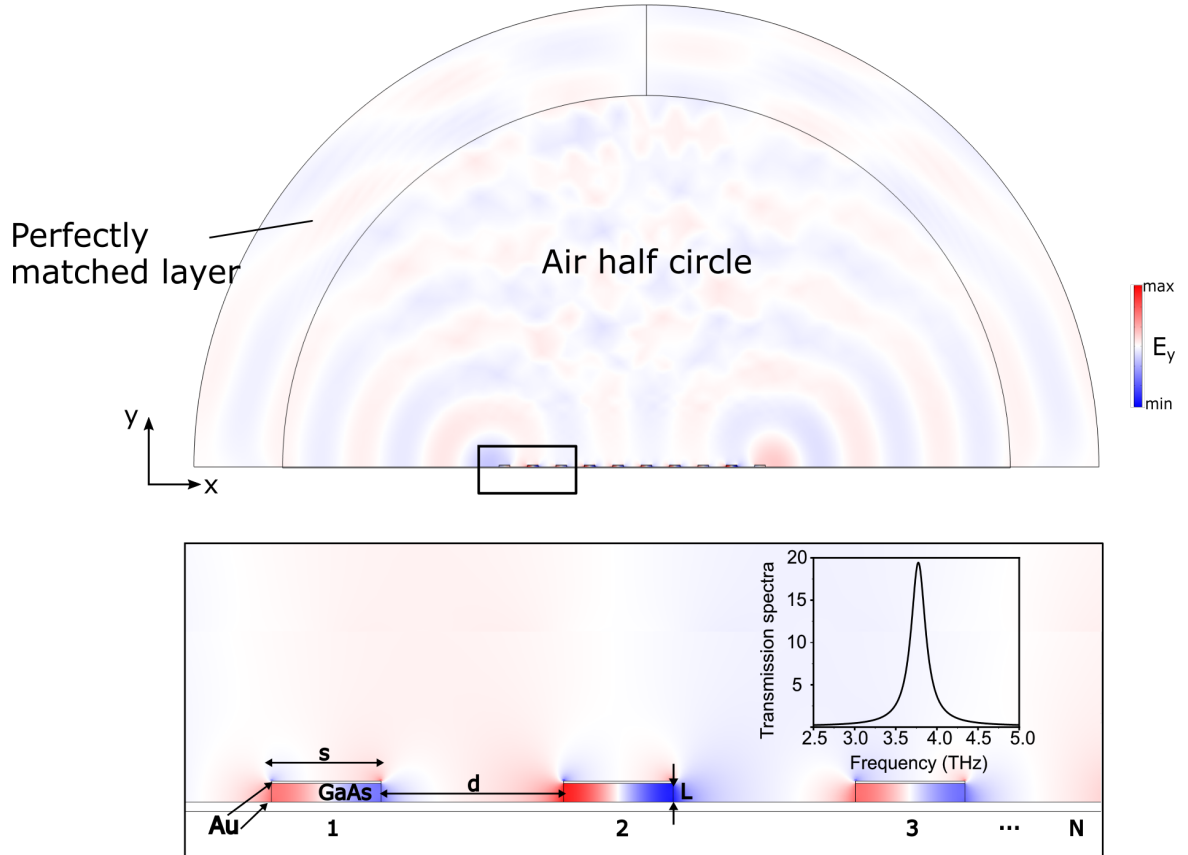 Perfectly
matched layer
Air half circle
max
E_y
min
y
x
20
15
10
5
Transmission spectra
2.5 3.0 3.5 4.0 4.5 5.0
Frequency (THz)
s
GaAs
d
L
Au
1 2 3 ... N